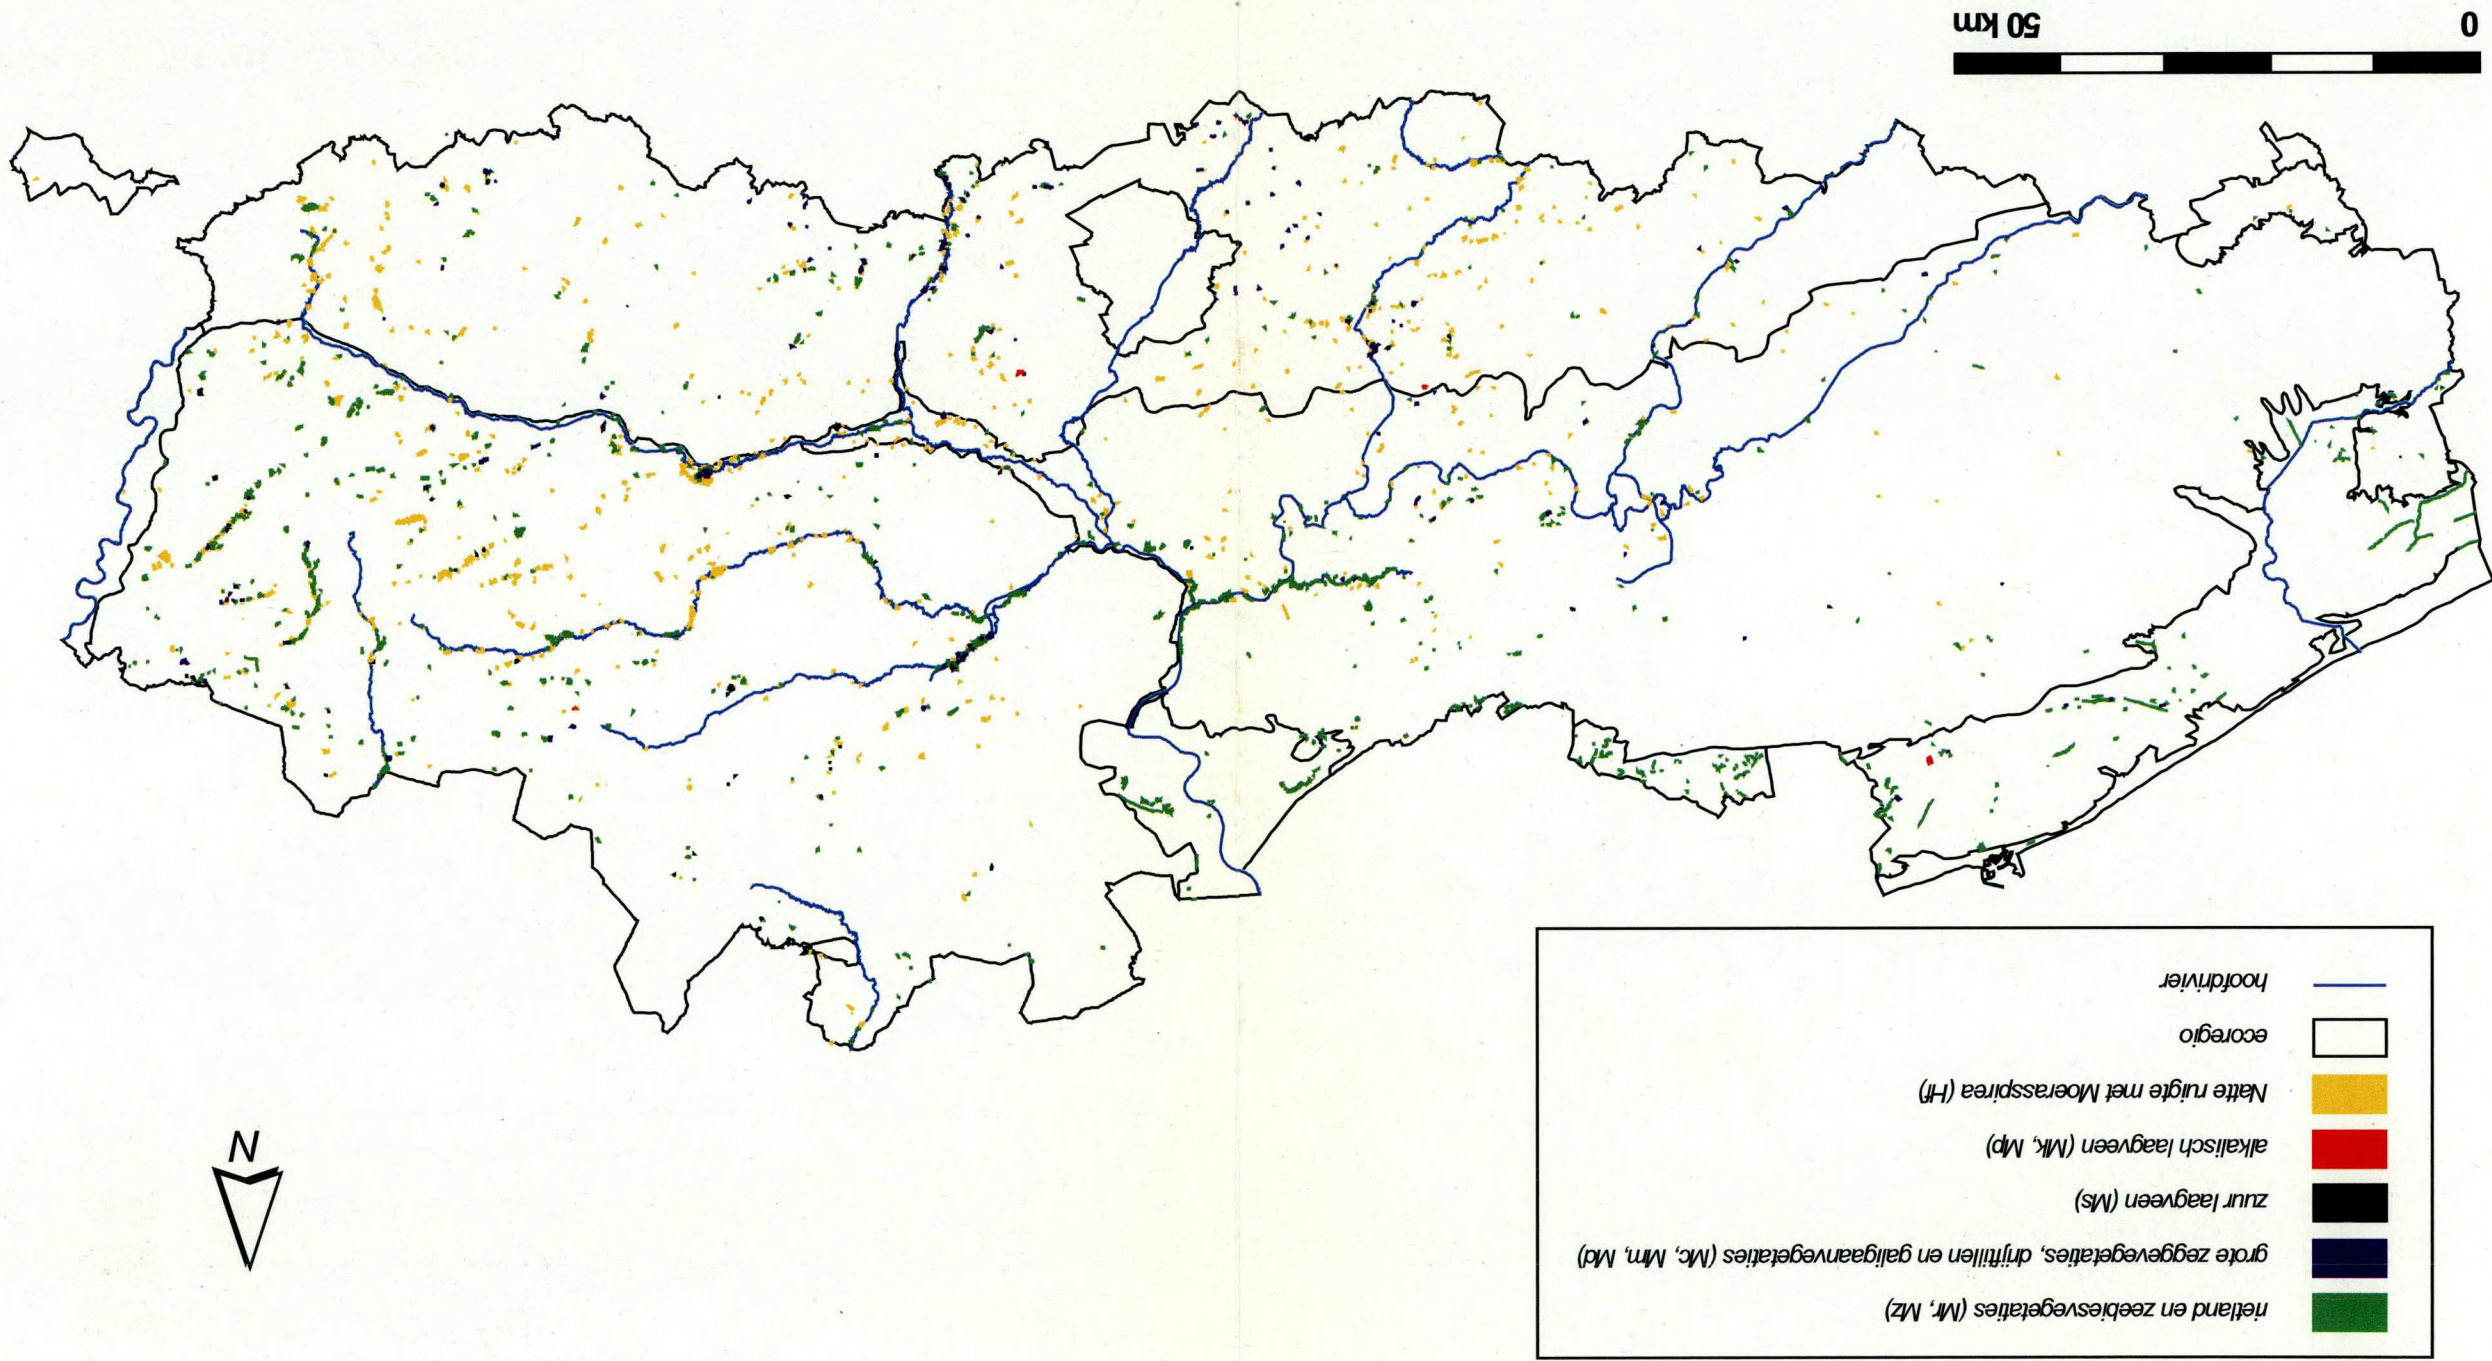 rietland en zeebiesvegetaties (Mr, Mz)
grote zeggevegetaties, drijftillen en galigaanvegetaties (Mc, Mm, Md)
zuur laagveen (Ms)
alkalisch laagveen (Mk, Mp)
Natte ruigte met Moerasspirea (Hf)
ecoregio
hoofdrivier
N
0 50 km